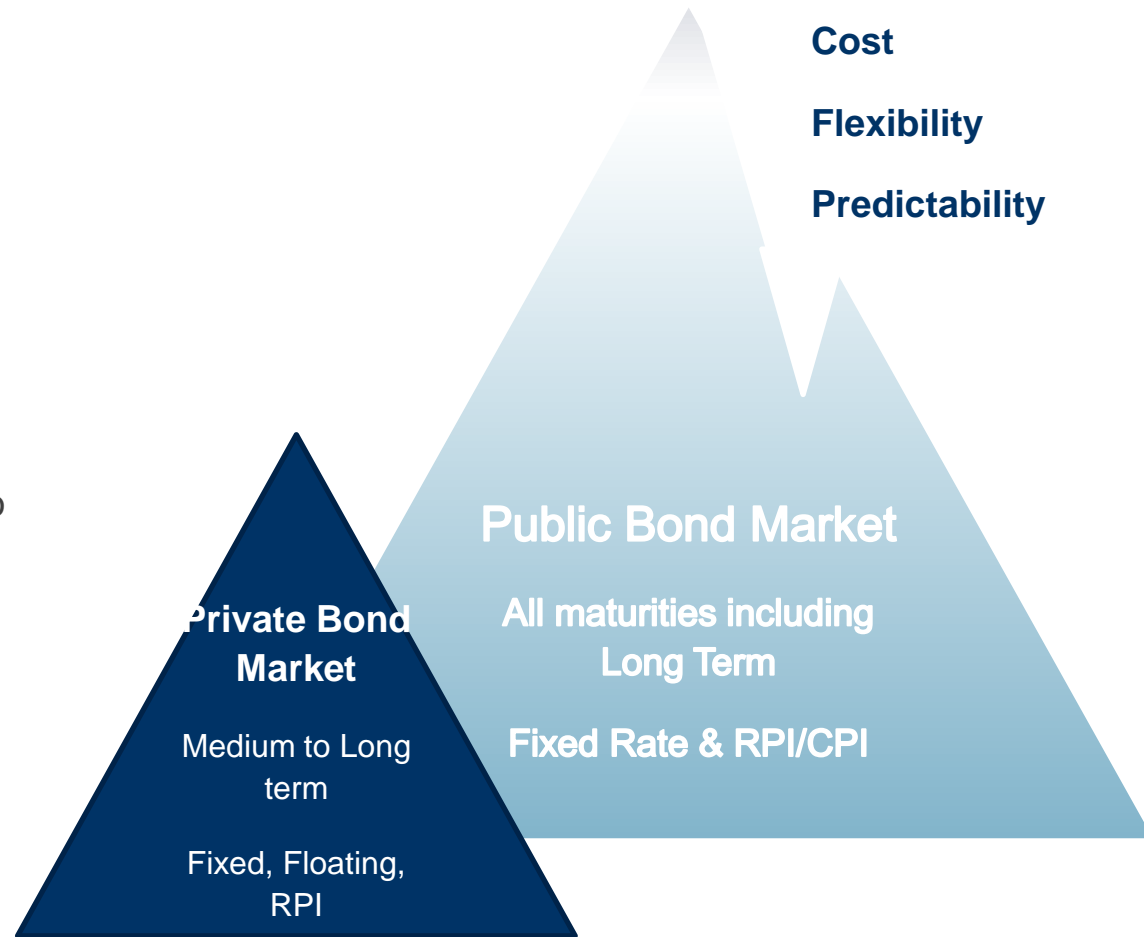 Cost
Flexibility
Predictability
Public Bond Market
All maturities including
Long Term
Fixed Rate & RPI/CPI
Private Bond
Market
Medium to Long
term
Fixed, Floating,
RPI